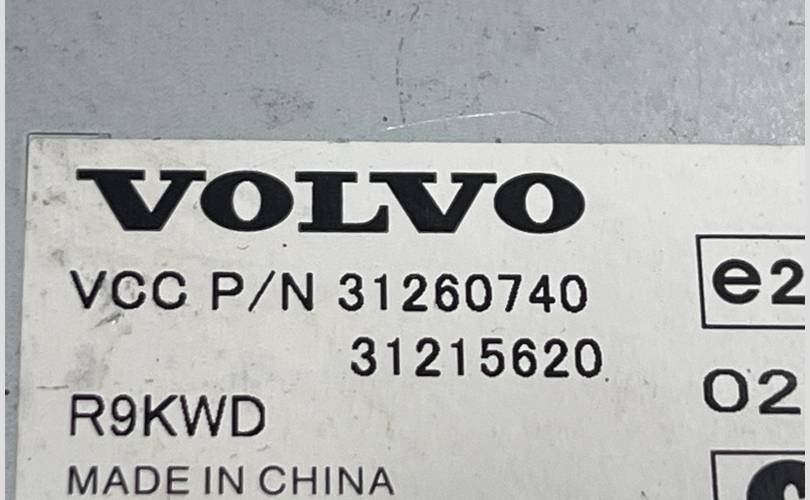 VOLVO
VCC P/N 31260740
31215620
R9KWD
MADE IN CHINA
e2
02